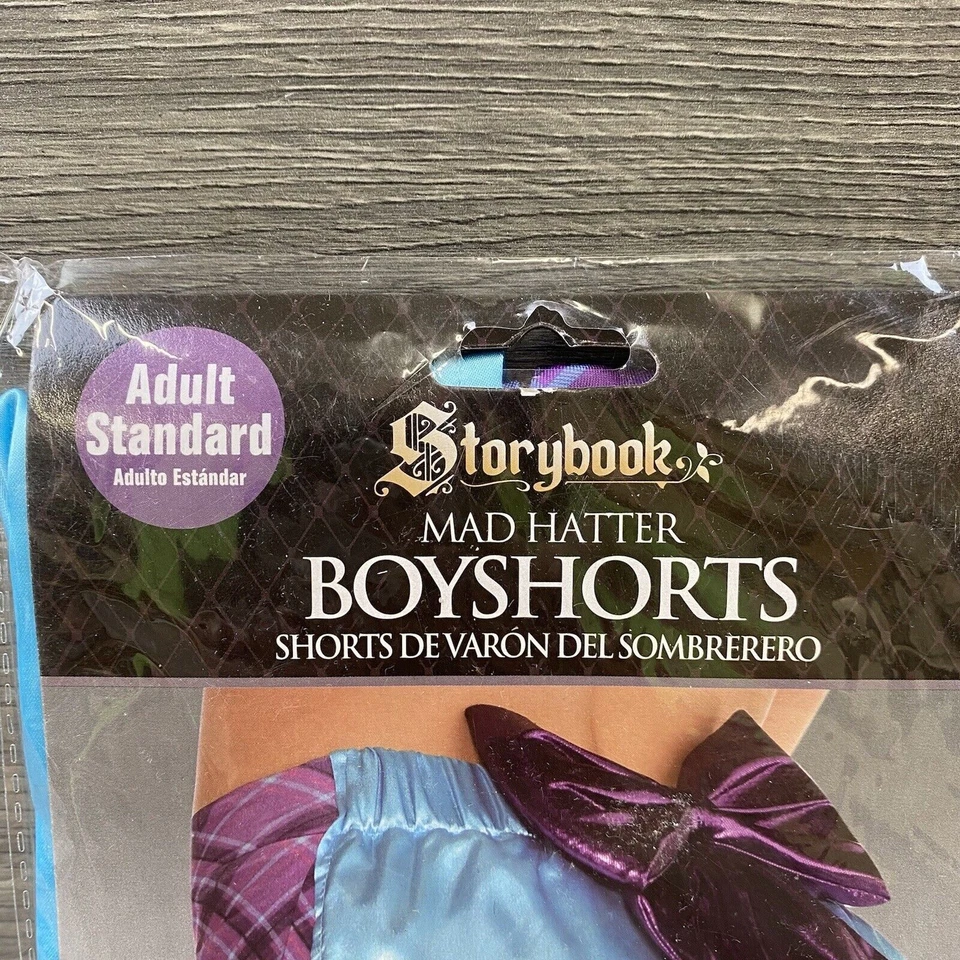 Adult
Standard
Adulto Estándar
Storybook
MAD HATTER
BOYSHORTS
SHORTS DE VARÓN DEL SOMBRERERO